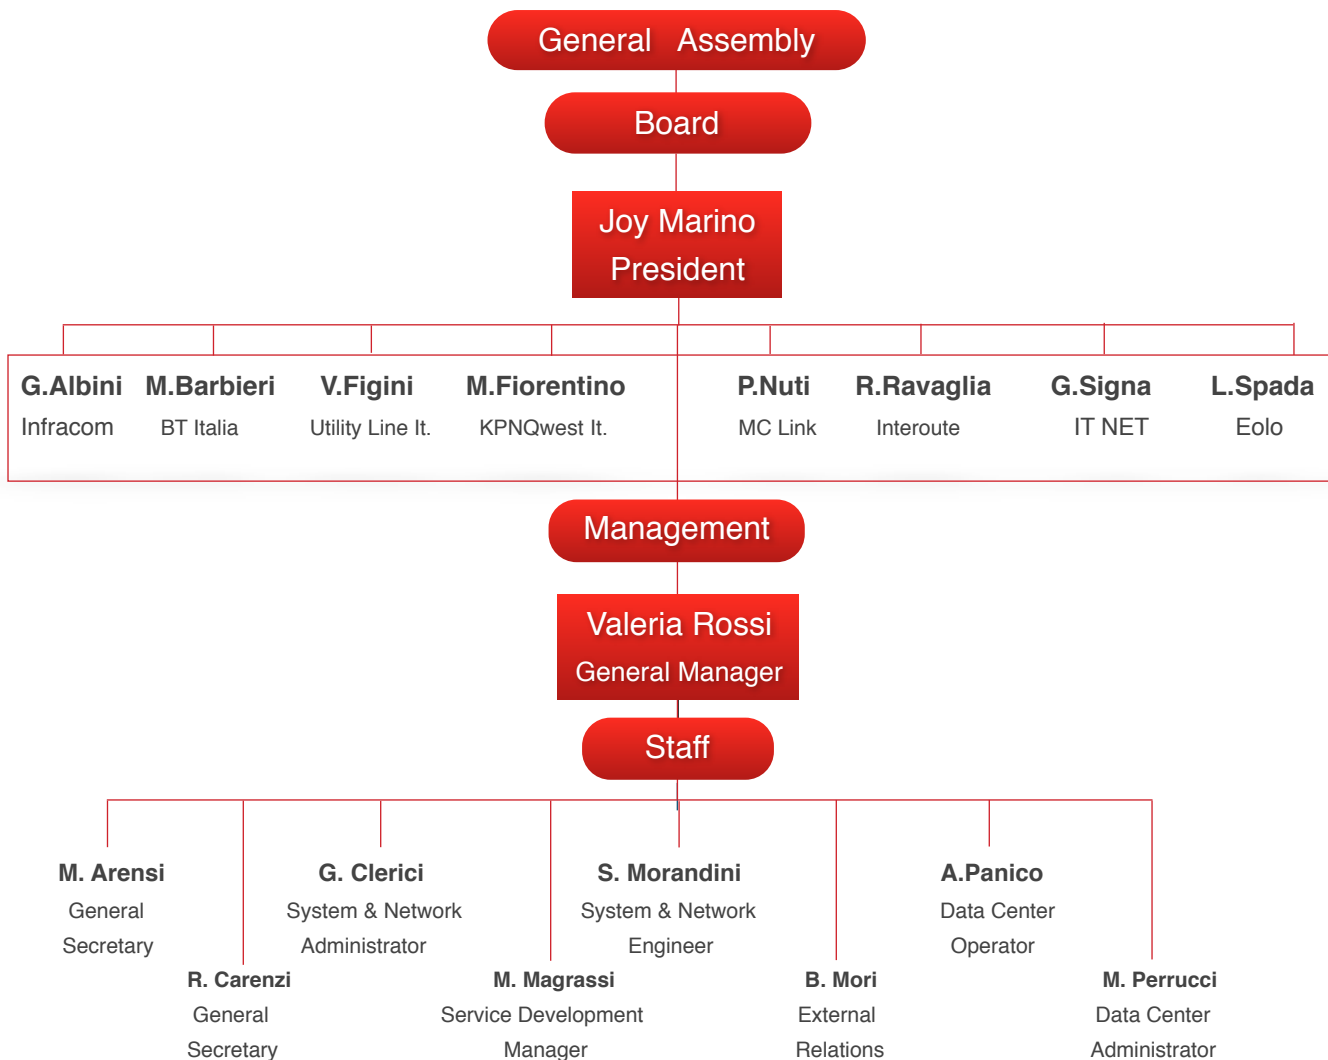 General Assembly
Board
Joy Marino
President
G.Albini M.Barbieri V.Figini M.Fiorentino P.Nuti R.Ravaglia G.Signa L.Spada
Infracom BT Italia Utility Line It. KPNQwest It. MC Link Interoute IT NET Eolo
Management
Valeria Rossi
General Manager
Staff
M. Arensi G. Clerici S. Morandini A.Panico
General System & Network System & Network Data Center
Secretary Administrator Engineer Operator
R. Carenzi M. Magrassi B. Mori M. Perrucci
General Service Development External Data Center
Secretary Manager Relations Administrator